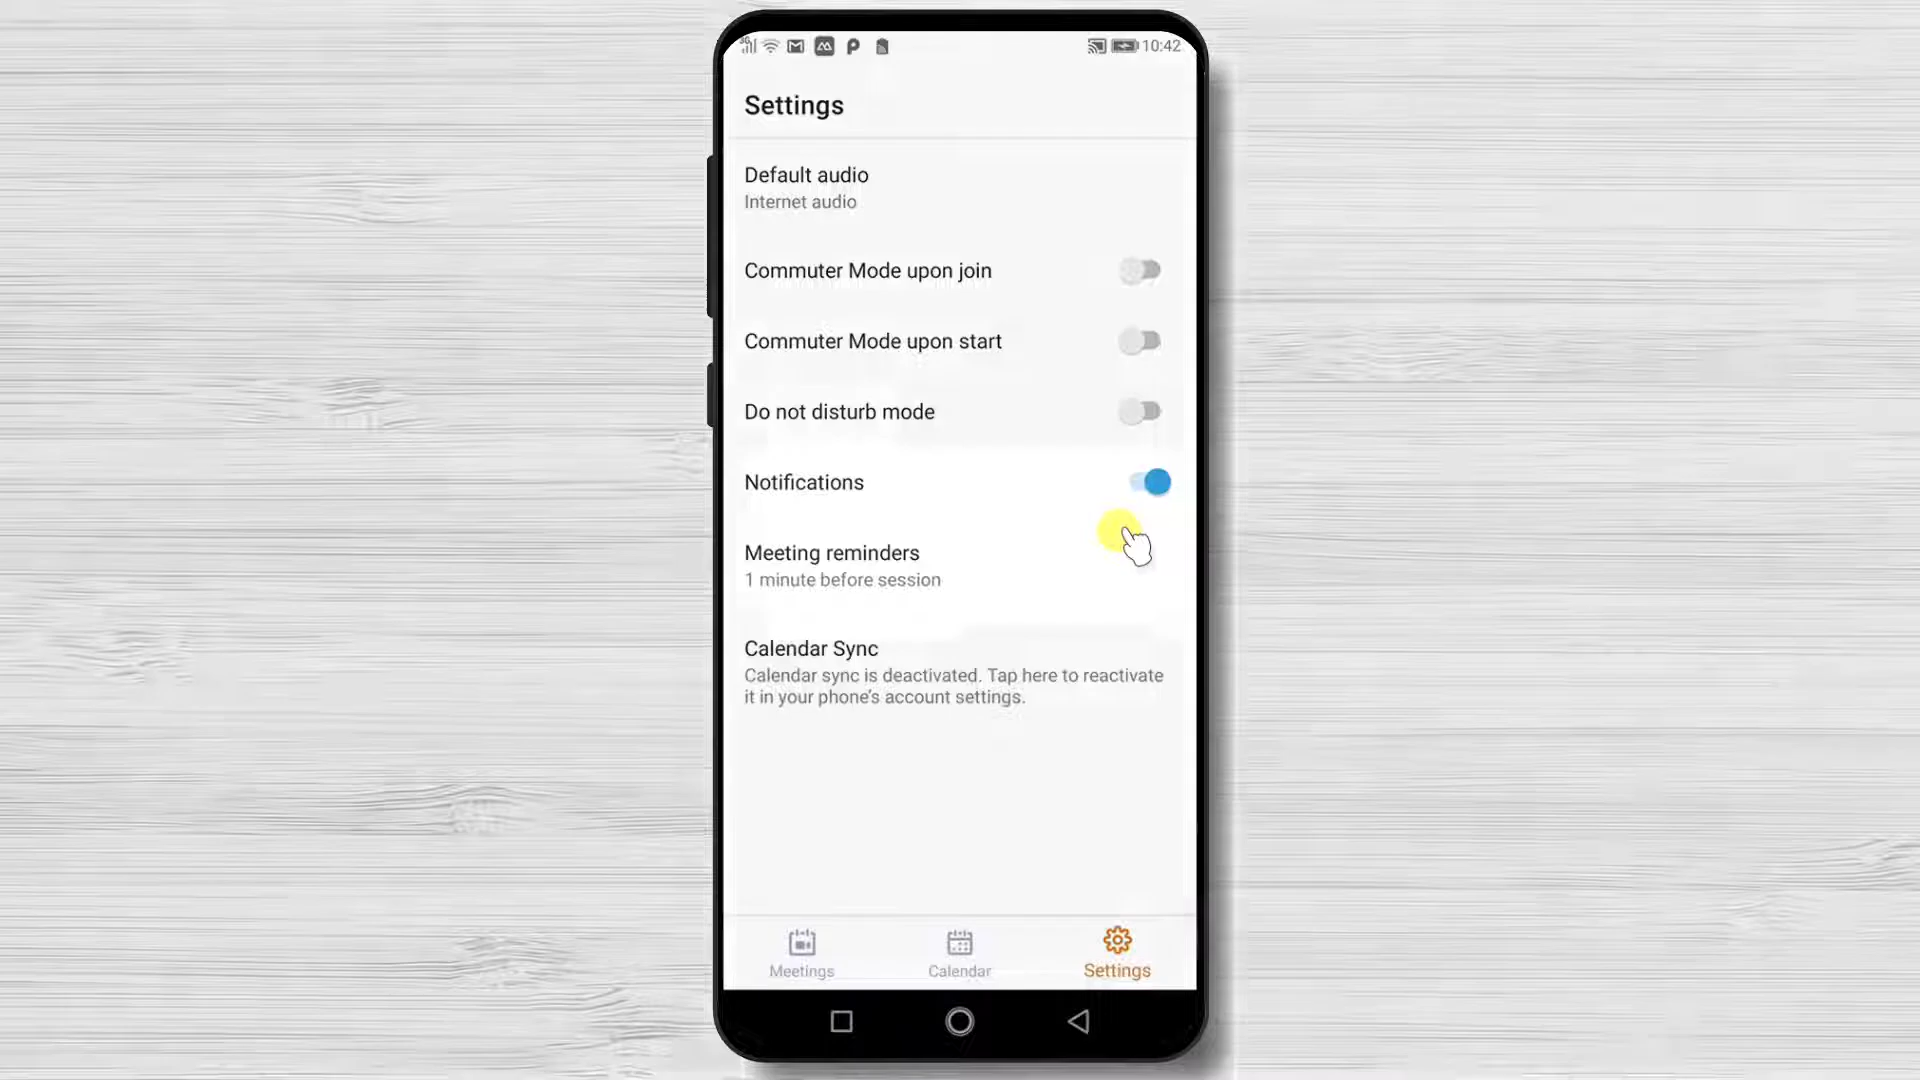 3G 10:42
Settings
Default audio
Internet audio
Commuter Mode upon join
Commuter Mode upon start
Do not disturb mode
Notifications
Meeting reminders
1 minute before session
Calendar Sync
Calendar sync is deactivated. Tap here to reactivate
it in your phone's account settings.
Meetings Calendar Settings